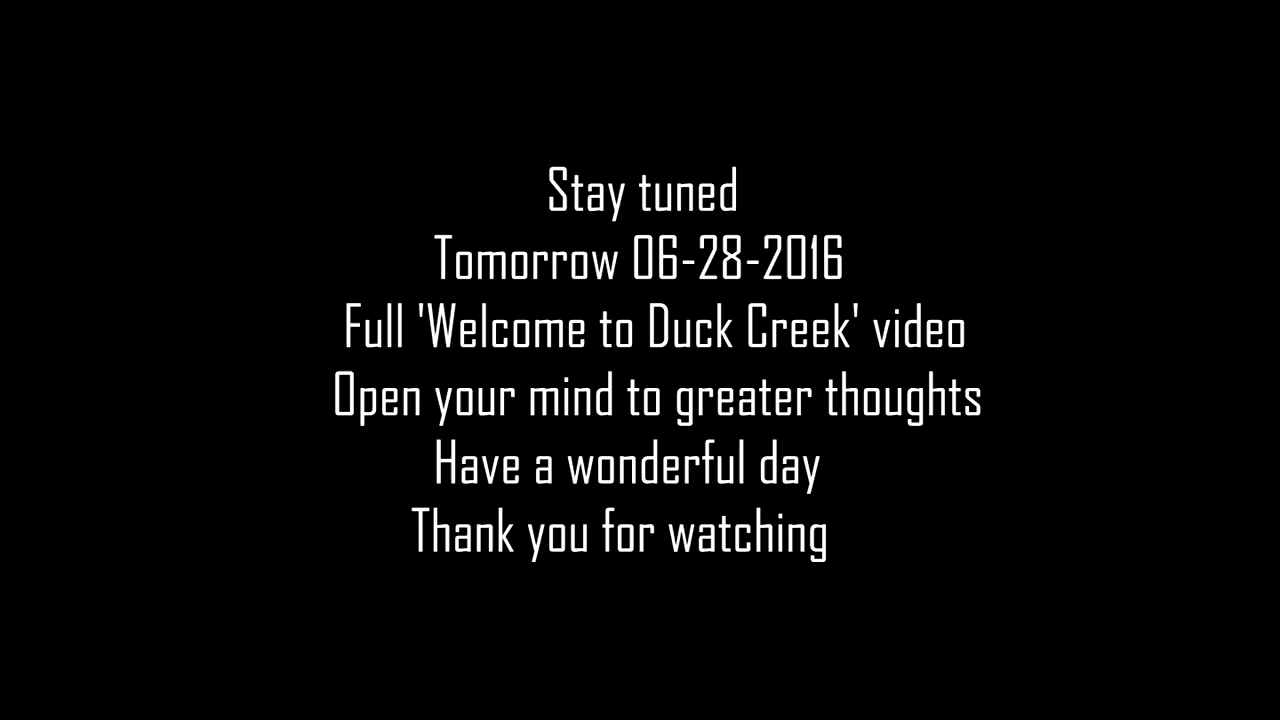 Stay tuned
Tomorrow 06-28-2016
Full 'Welcome to Duck Creek' video
Open your mind to greater thoughts
Have a wonderful day
Thank you for watching